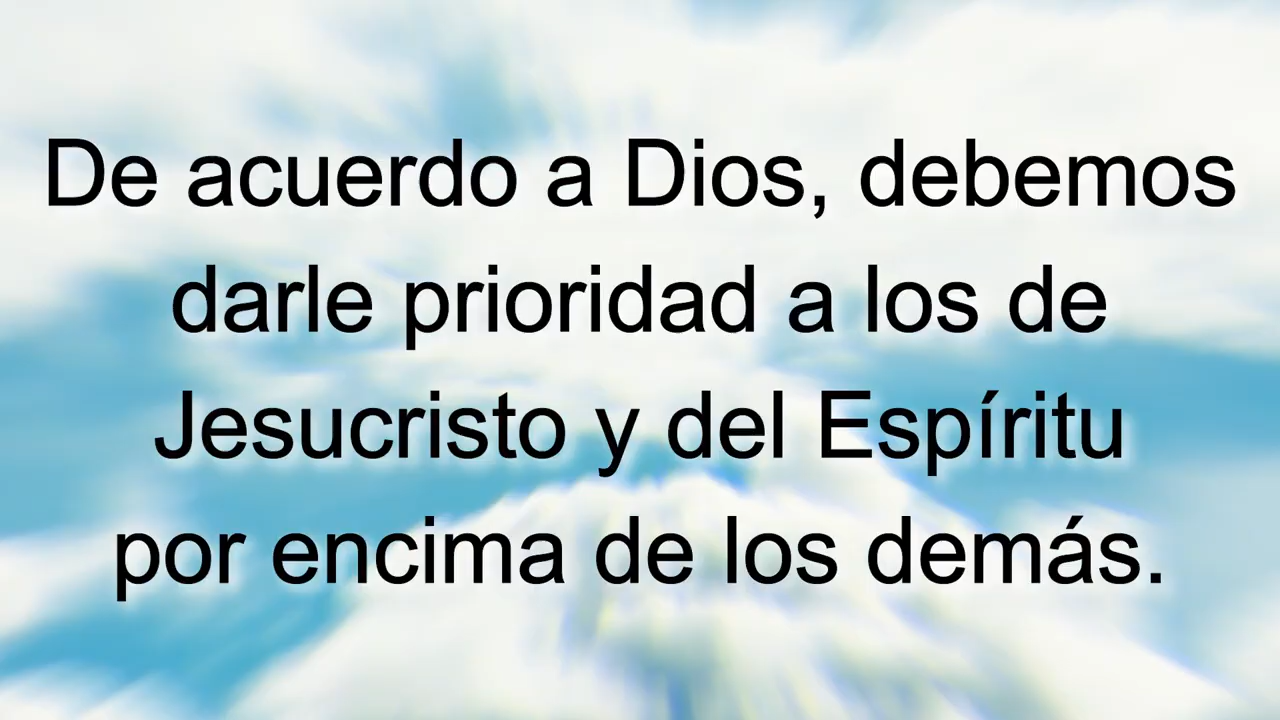 De acuerdo a Dios, debemos
darle prioridad a los de
Jesucristo y del Espíritu
por encima de los demás.